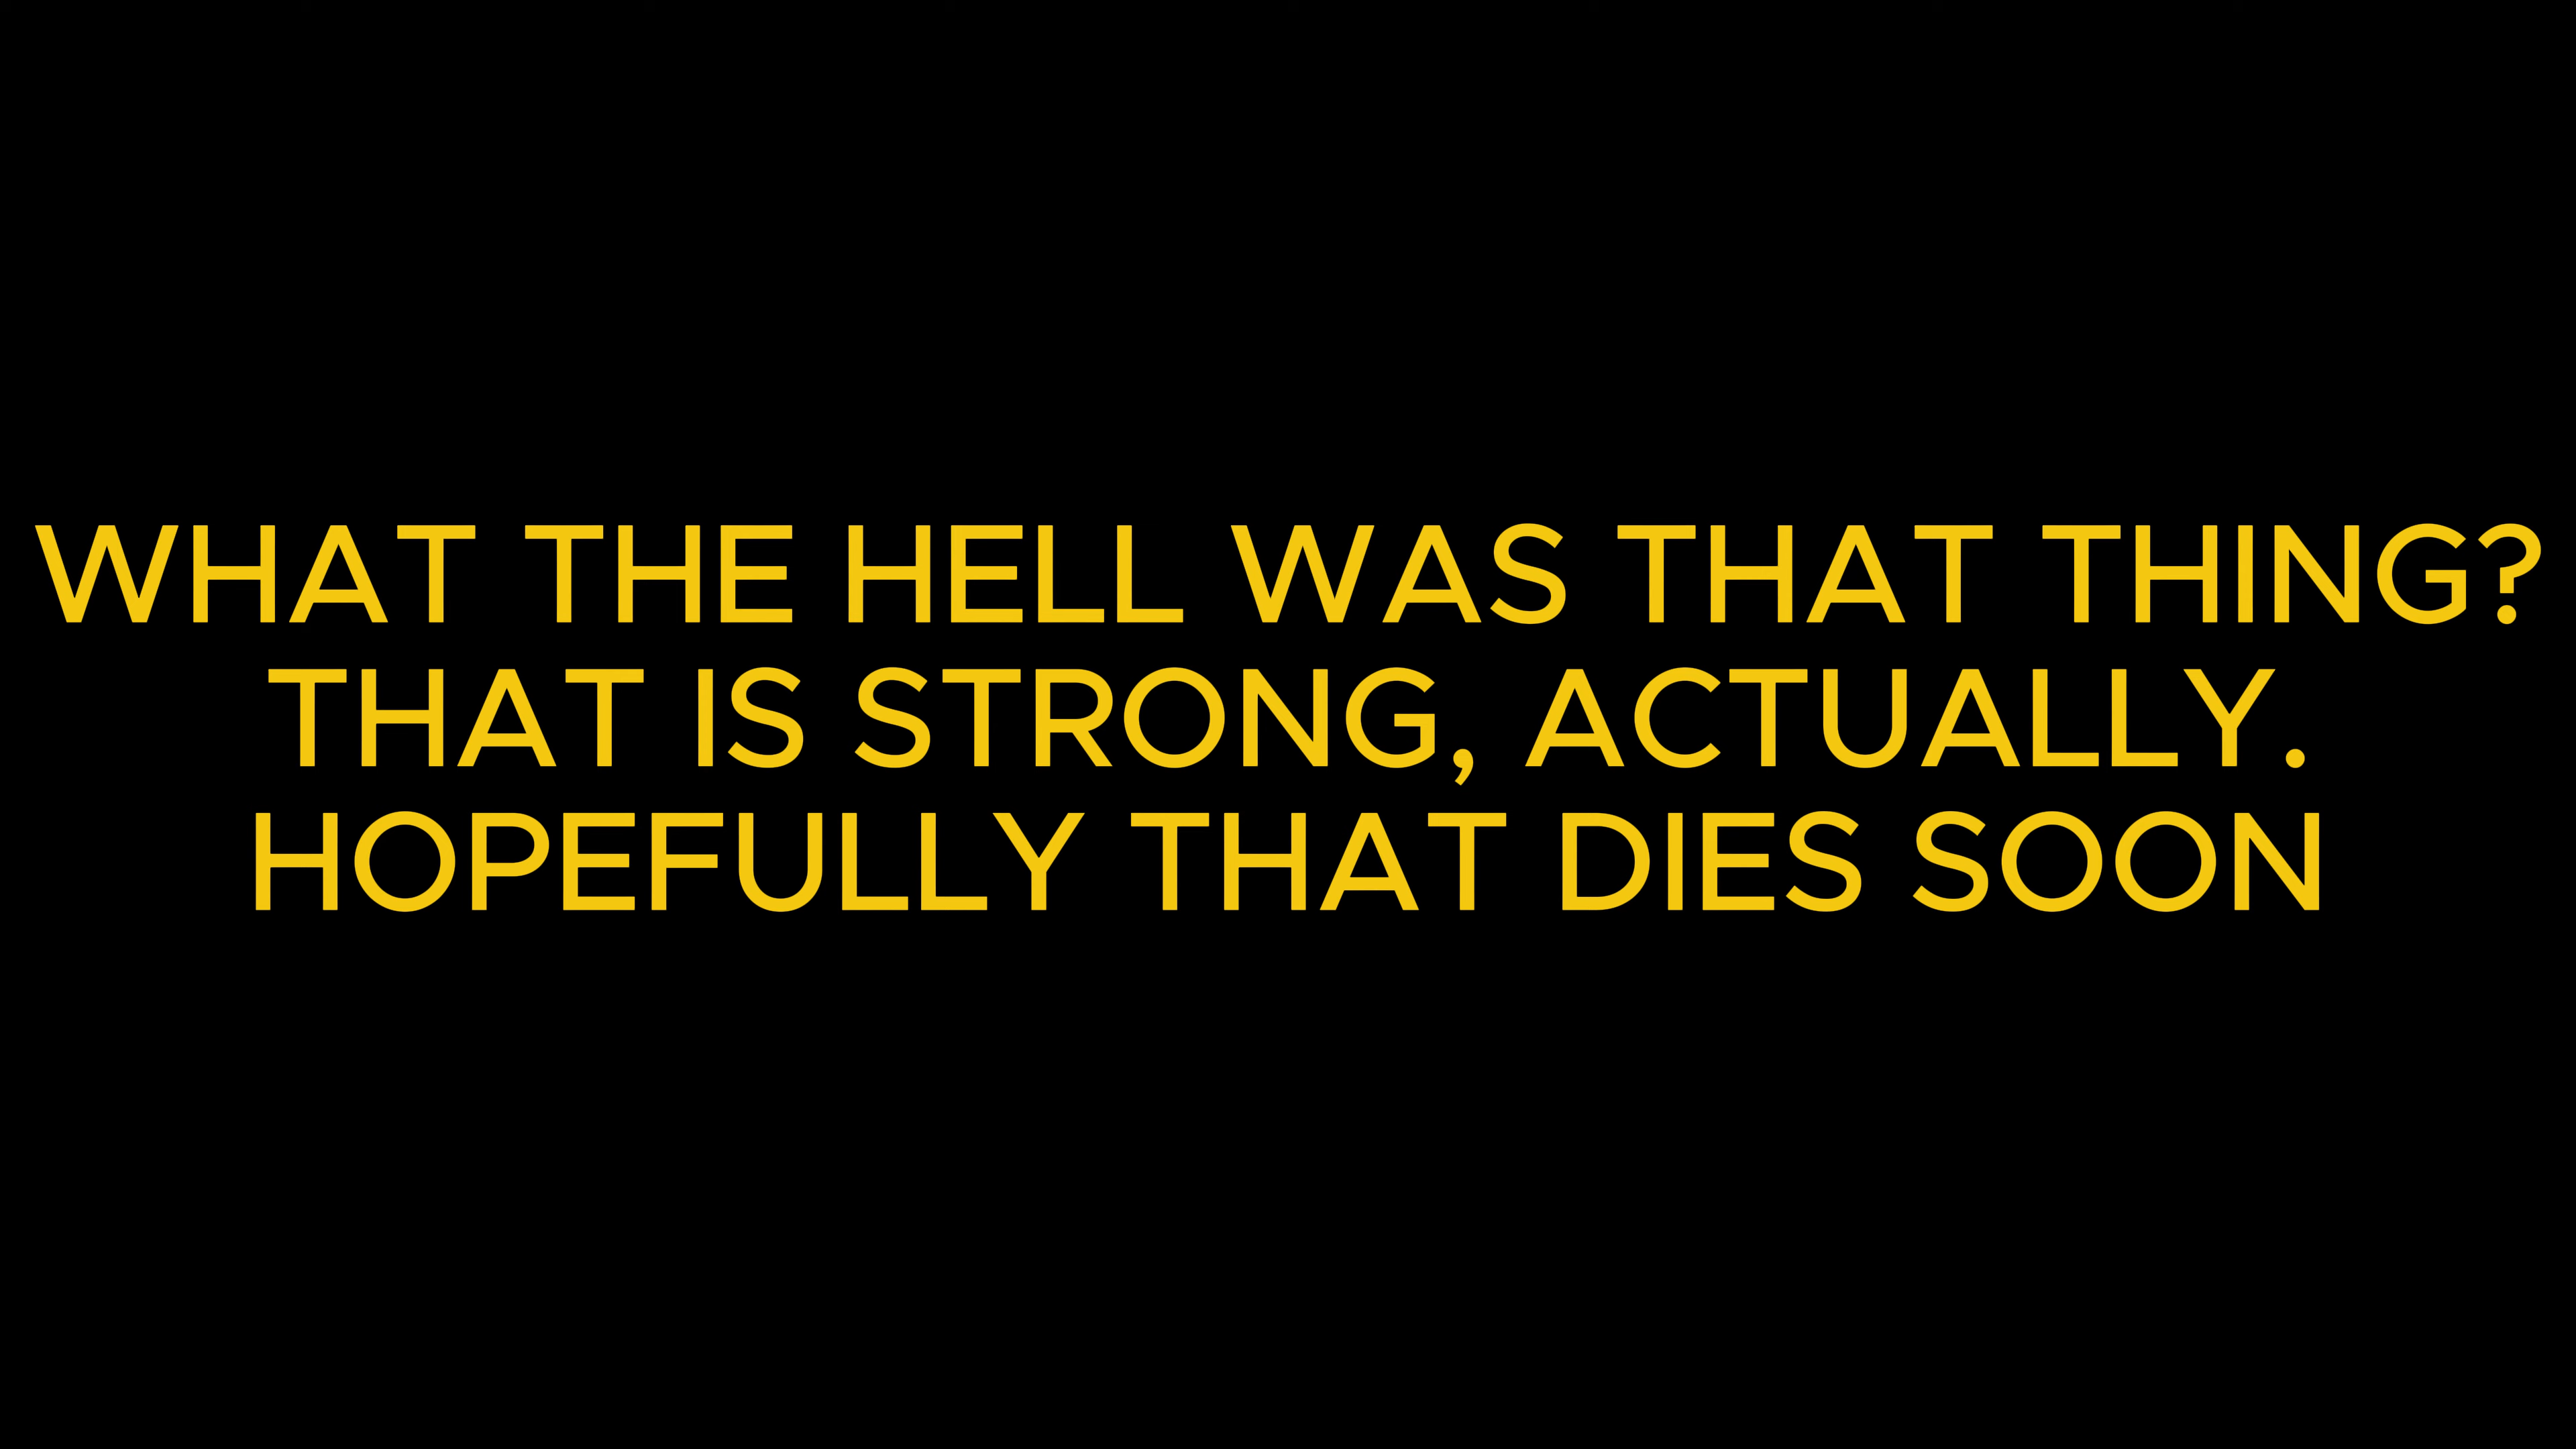 WHAT THE HELL WAS THAT THING?
THAT IS STRONG, ACTUALLY.
HOPEFULLY THAT DIES SOON